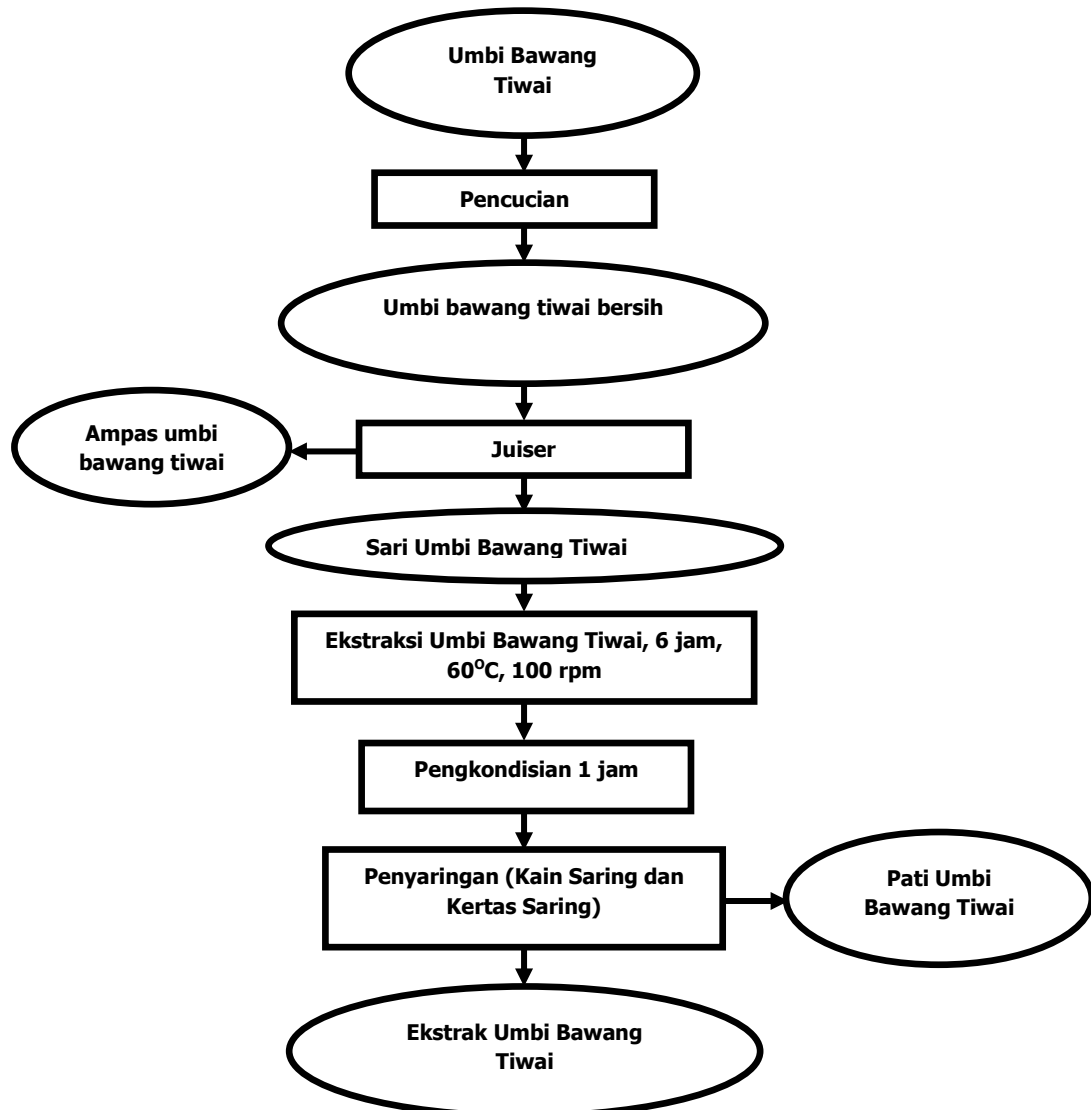 Umbi Bawang
Tiwai
Pencucian
Umbi bawang tiwai bersih
Ampas umbi
bawang tiwai
Juiser
Sari Umbi Bawang Tiwai
Ekstraksi Umbi Bawang Tiwai, 6 jam,
60⁰C, 100 rpm
Pengkondisian 1 jam
Penyaringan (Kain Saring dan
Kertas Saring)
Pati Umbi
Bawang Tiwai
Ekstrak Umbi Bawang
Tiwai